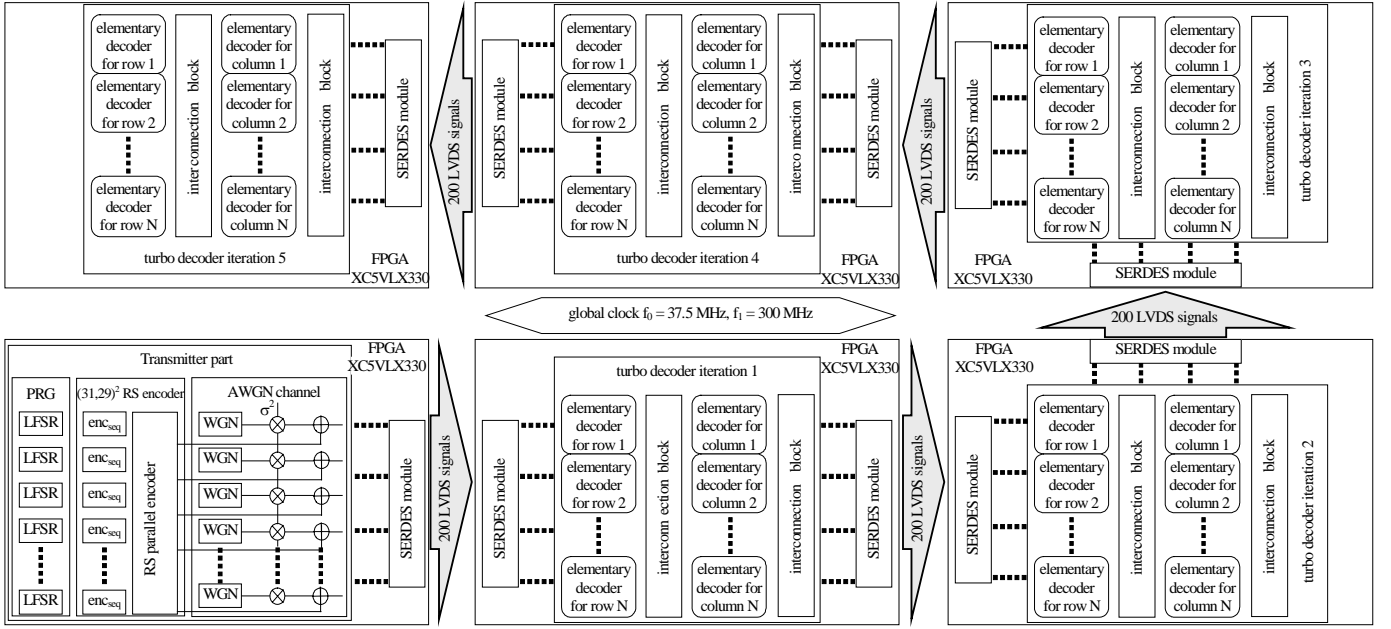 elementary
decoder
for row 1
elementary
decoder
for row 2
elementary
decoder
for row N
inter connection block
elementary
decoder for
column 1
elementary
decoder for
column 2
elementary
decoder for
column N
interconnection block
turbo decoder iteration 5
SERDES module
FPGA
XC5VLX330
200 LVDS signals
SERDES module
elementary
decoder
for row 1
elementary
decoder
for row 2
elementary
decoder
for row N
interconnection block
elementary
decoder for
column 1
elementary
decoder for
column 2
elementary
decoder for
column N
interco nnection block
turbo decoder iteration 4
SERDES module
FPGA
XC5VLX330
200 LVDS signals
SERDES module
elementary
decoder
for row 1
elementary
decoder
for row 2
elementary
decoder
for row N
interconnection block
elementary
decoder for
column 1
elementary
decoder for
column 2
elementary
decoder for
column N
interconnection block
turbo decoder iteration 3
FPGA
XC5VLX330
SERDES module
global clock f₀ = 37.5 MHz, f₁ = 300 MHz
200 LVDS signals
Transmitter part
FPGA
XC5VLX330
PRG
LFSR
LFSR
LFSR
LFSR
LFSR
(31,29)² RS encoder
enc_seq
enc_seq
enc_seq
enc_seq
enc_seq
RS parallel encoder
AWGN channel
σ²
WGN
WGN
WGN
WGN
WGN
SERDES module
200 LVDS signals
FPGA
XC5VLX330
turbo decoder iteration 1
SERDES module
elementary
decoder
for row 1
elementary
decoder
for row 2
elementary
decoder
for row N
interconn ection block
elementary
decoder for
column 1
elementary
decoder for
column 2
elementary
decoder for
column N
interconnection block
SERDES module
200 LVDS signals
FPGA
XC5VLX330
SERDES module
SERDES module
elementary
decoder
for row 1
elementary
decoder
for row 2
elementary
decoder
for row N
interconnection block
elementary
decoder for
column 1
elementary
decoder for
column 2
elementary
decoder for
column N
interconnection block
turbo decoder iteration 2